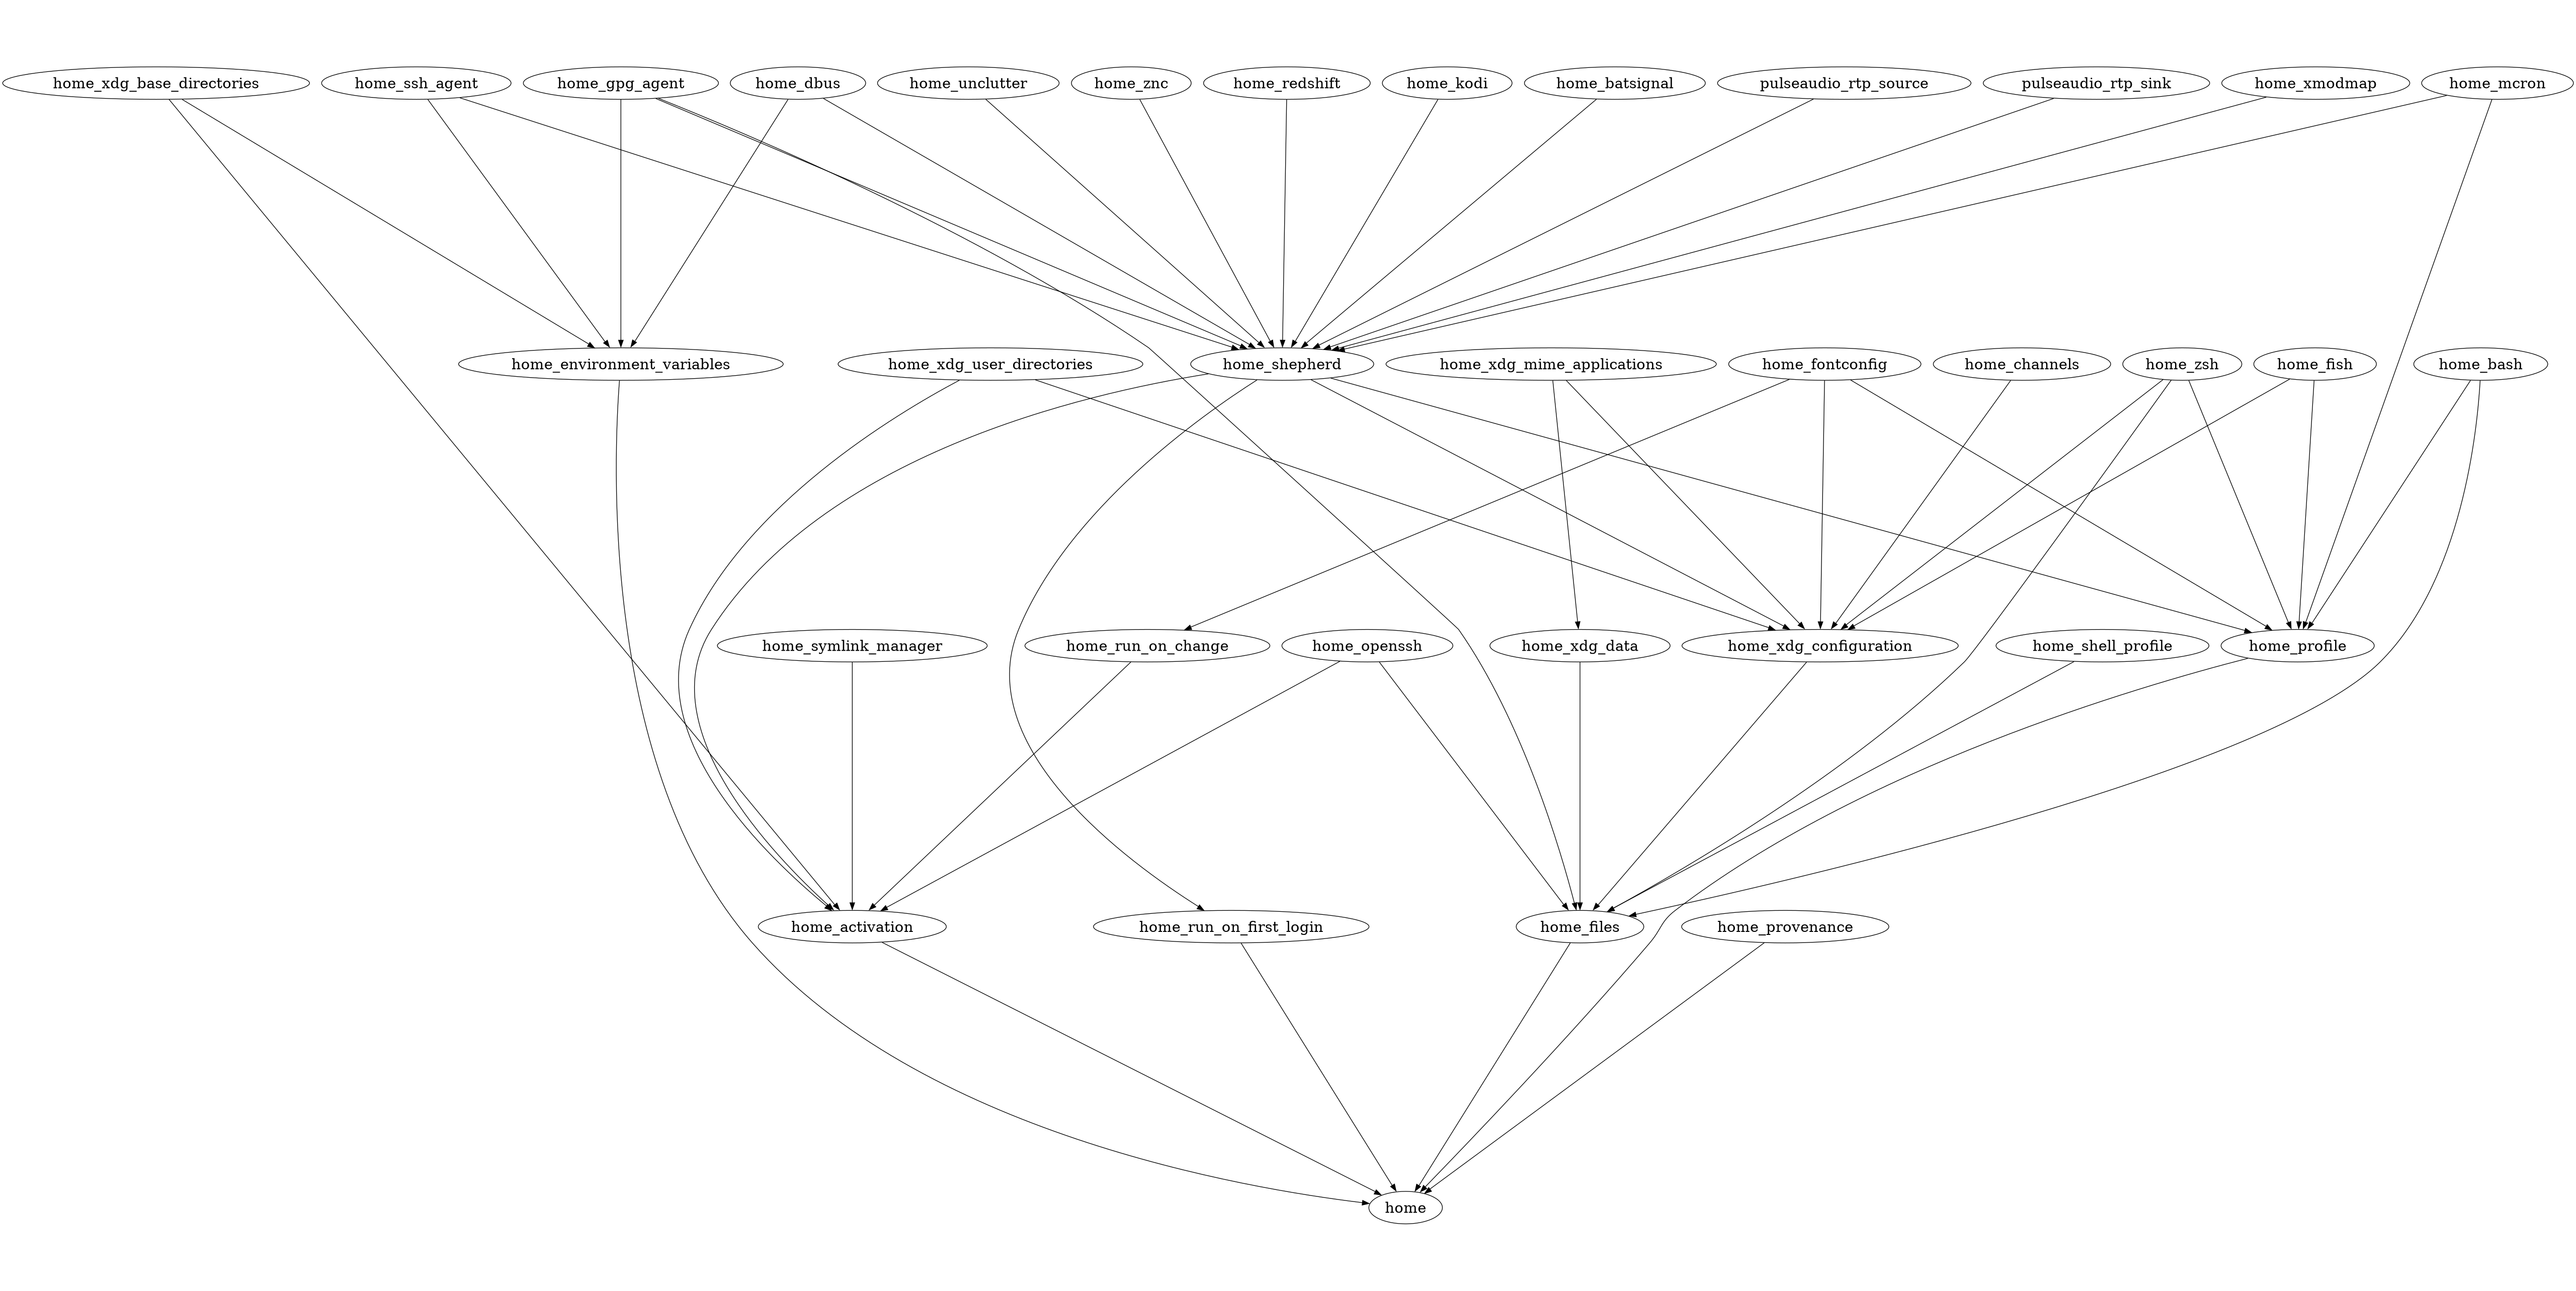 home_xdg_base_directories
home_ssh_agent
home_gpg_agent
home_dbus
home_unclutter
home_znc
home_redshift
home_kodi
home_batsignal
pulseaudio_rtp_source
pulseaudio_rtp_sink
home_xmodmap
home_mcron
home_environment_variables
home_xdg_user_directories
home_shepherd
home_xdg_mime_applications
home_fontconfig
home_channels
home_zsh
home_fish
home_bash
home_symlink_manager
home_run_on_change
home_openssh
home_xdg_data
home_xdg_configuration
home_shell_profile
home_profile
home_activation
home_run_on_first_login
home_files
home_provenance
home